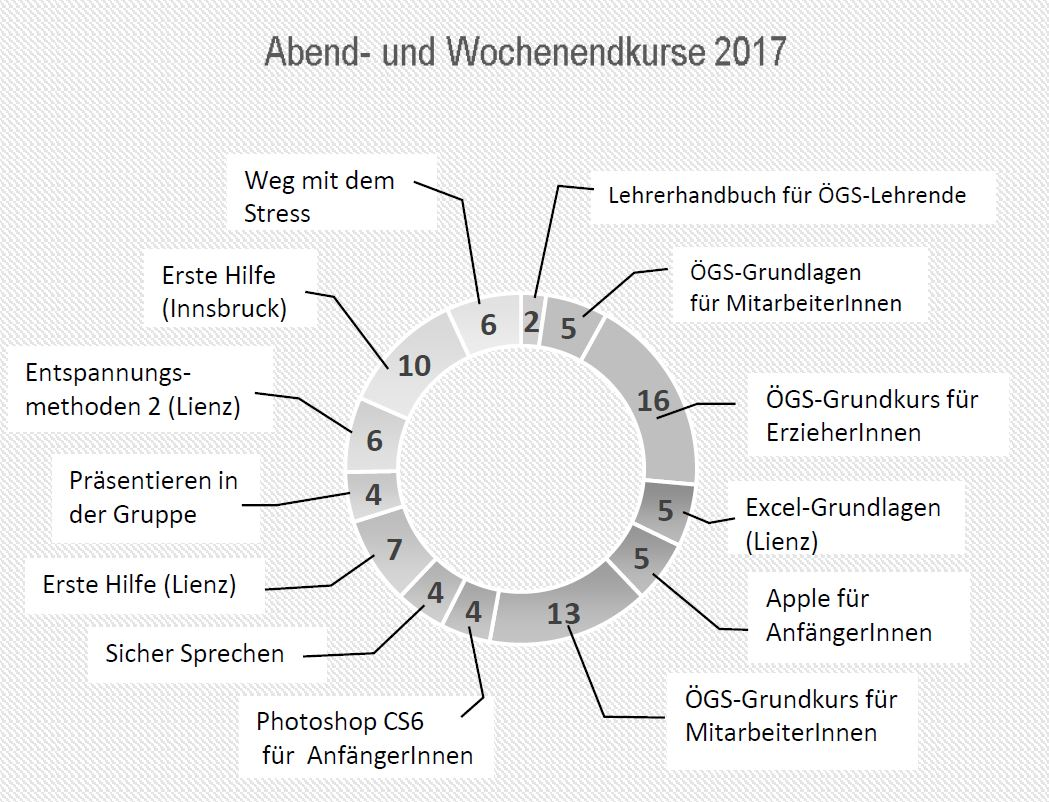 Abend- und Wochenendkurse 2017
Weg mit dem
Stress
Lehrerhandbuch für ÖGS-Lehrende
Erste Hilfe
(Innsbruck)
ÖGS-Grundlagen
für MitarbeiterInnen
6
2
5
10
16
Entspannungs-
methoden 2 (Lienz)
ÖGS-Grundkurs für
ErzieherInnen
6
Präsentieren in
der Gruppe
4
5
Excel-Grundlagen
(Lienz)
7
5
Erste Hilfe (Lienz)
4
4
13
Apple für
AnfängerInnen
Sicher Sprechen
Photoshop CS6
für AnfängerInnen
ÖGS-Grundkurs für
MitarbeiterInnen